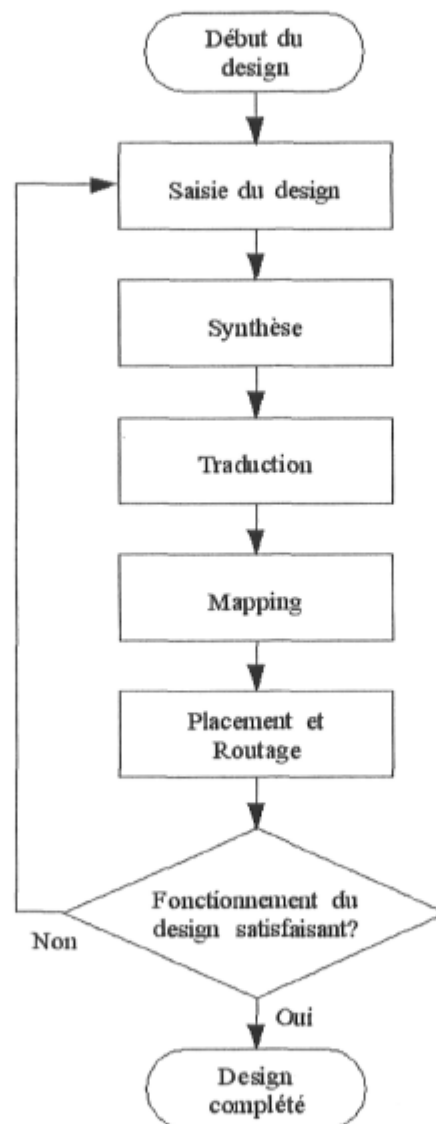 Début du
design
Saisie du design
Synthèse
Traduction
Mapping
Placement et
Routage
Fonctionnement du
design satisfaisant?
Non
Oui
Design
complété